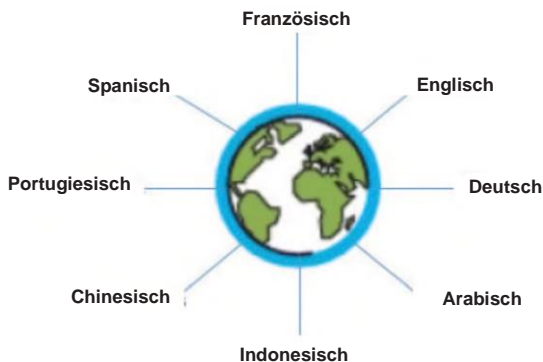 Französisch
Spanisch
Englisch
Portugiesisch
Deutsch
Chinesisch
Arabisch
Indonesisch